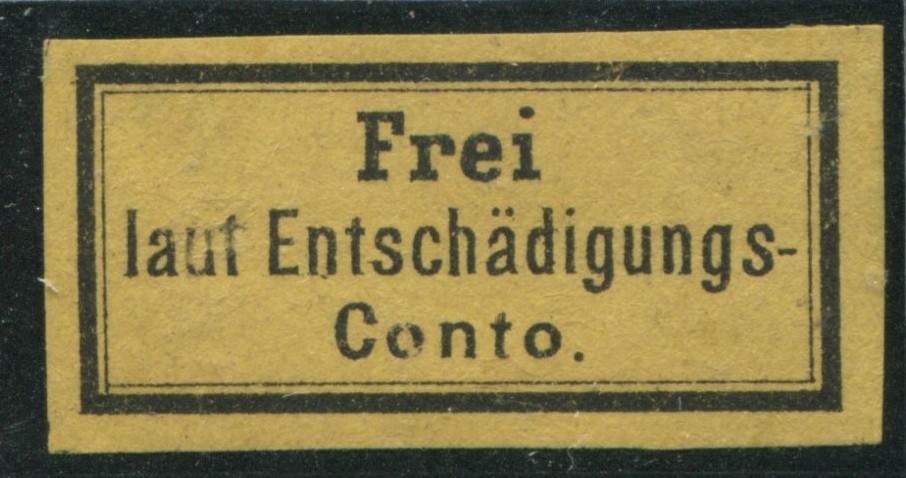 Frei
laut Entschädigungs-
Conto.